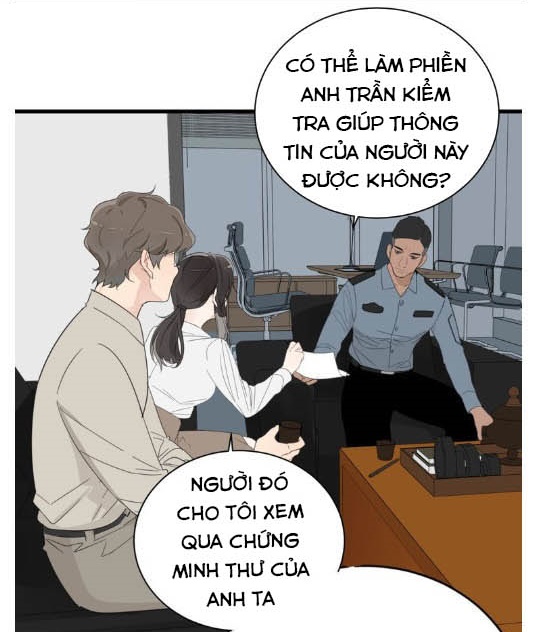 CÓ THỂ LÀM PHIỀN
ANH TRẦN KIỂM
TRA GIÚP THÔNG
TIN CỦA NGƯỜI NÀY
ĐƯỢC KHÔNG?
NGƯỜI ĐÓ
CHO TÔI XEM
QUA CHỨNG
MINH THƯ CỦA
ANH TA